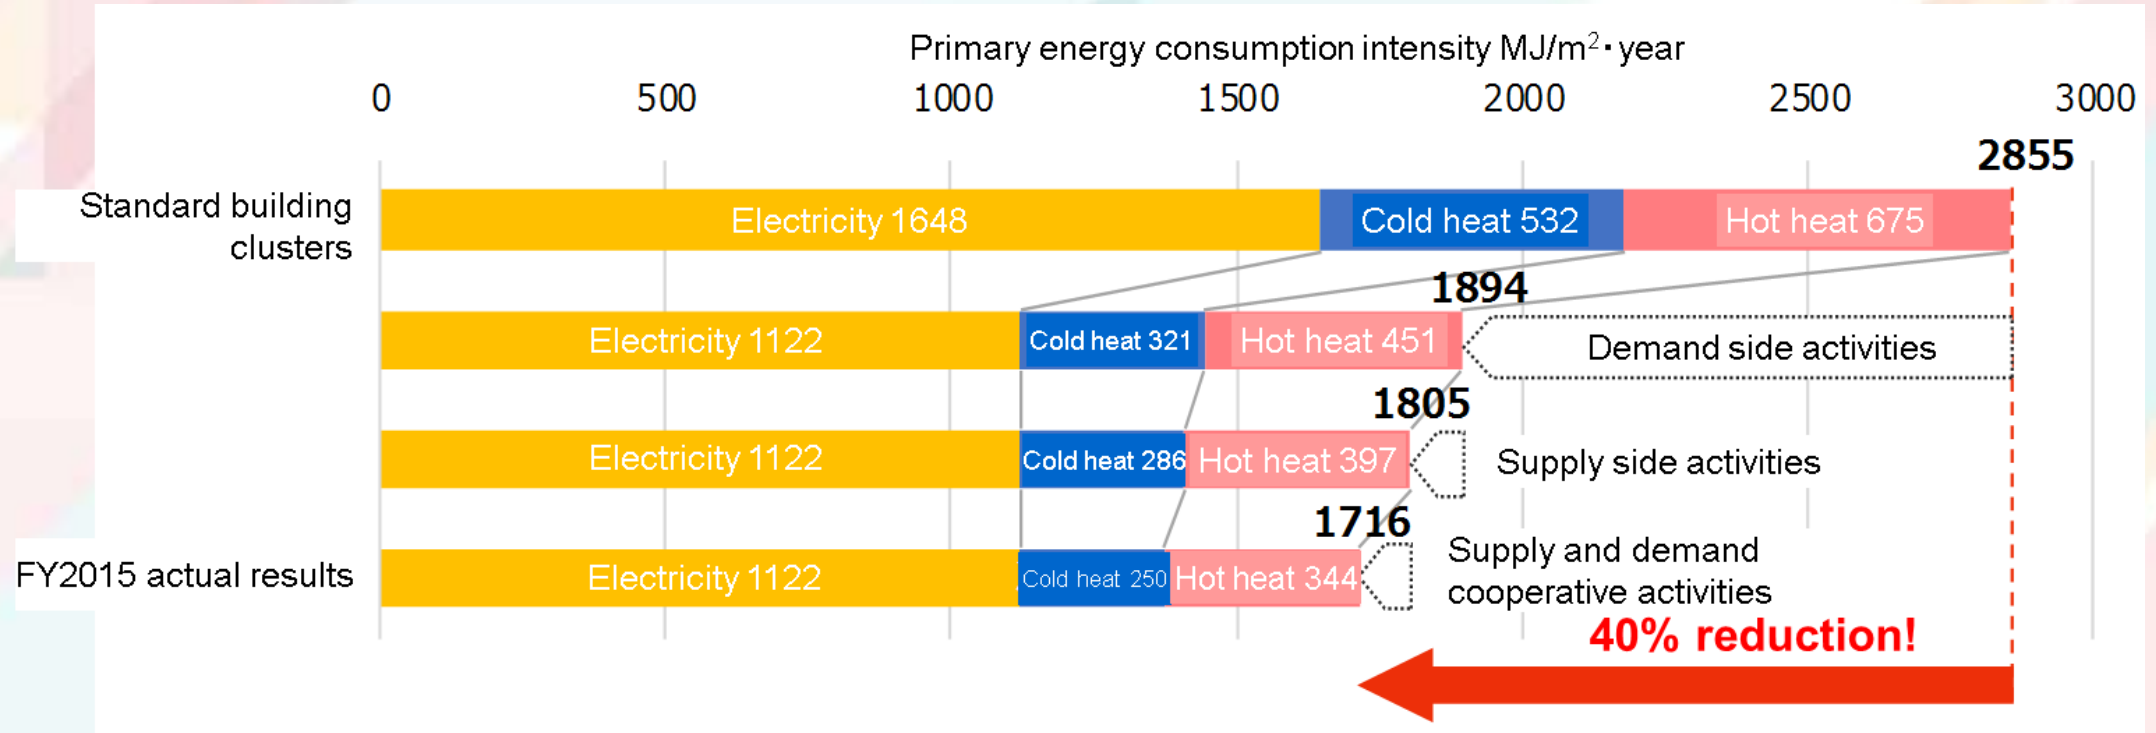 Primary energy consumption intensity MJ/m²・year
0 500 1000 1500 2000 2500 3000
2855
Standard building
clusters
Electricity 1648 Cold heat 532 Hot heat 675
1894
Electricity 1122 Cold heat 321 Hot heat 451 Demand side activities
1805
Electricity 1122 Cold heat 286 Hot heat 397 Supply side activities
1716
FY2015 actual results
Electricity 1122 Cold heat 250 Hot heat 344
Supply and demand
cooperative activities
40% reduction!